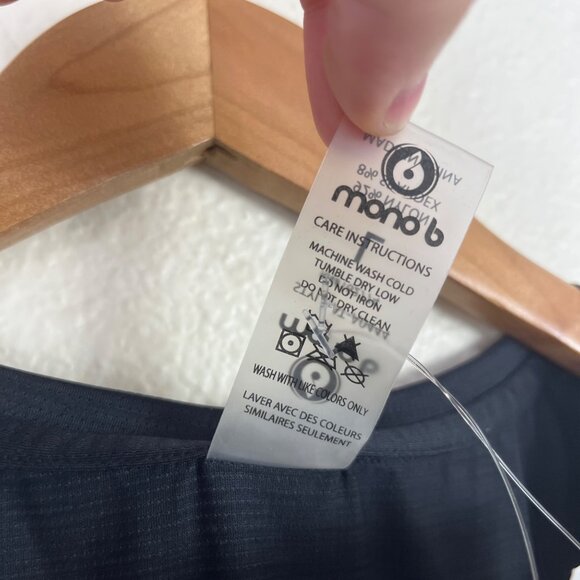 mono b
CARE INSTRUCTIONS
MACHINE WASH COLD
TUMBLE DRY LOW
DO NOT IRON
DO NOT DRY CLEAN
WASH WITH LIKE COLORS ONLY
LAVER AVEC DES COULEURS
SIMILAIRES SEULEMENT